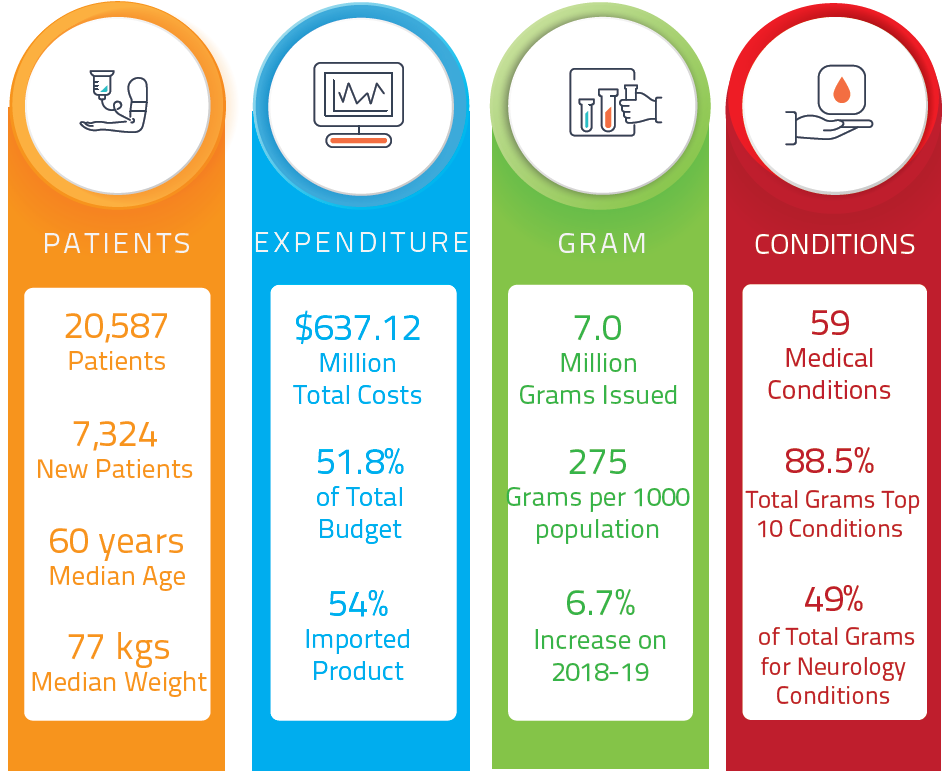 PATIENTS
20,587
Patients
7,324
New Patients
60 years
Median Age
77 kgs
Median Weight
EXPENDITURE
$637.12
Million
Total Costs
51.8%
of Total
Budget
54%
Imported
Product
GRAM
7.0
Million
Grams Issued
275
Grams per 1000
population
6.7%
Increase on
2018-19
CONDITIONS
59
Medical
Conditions
88.5%
Total Grams Top
10 Conditions
49%
of Total Grams
for Neurology
Conditions